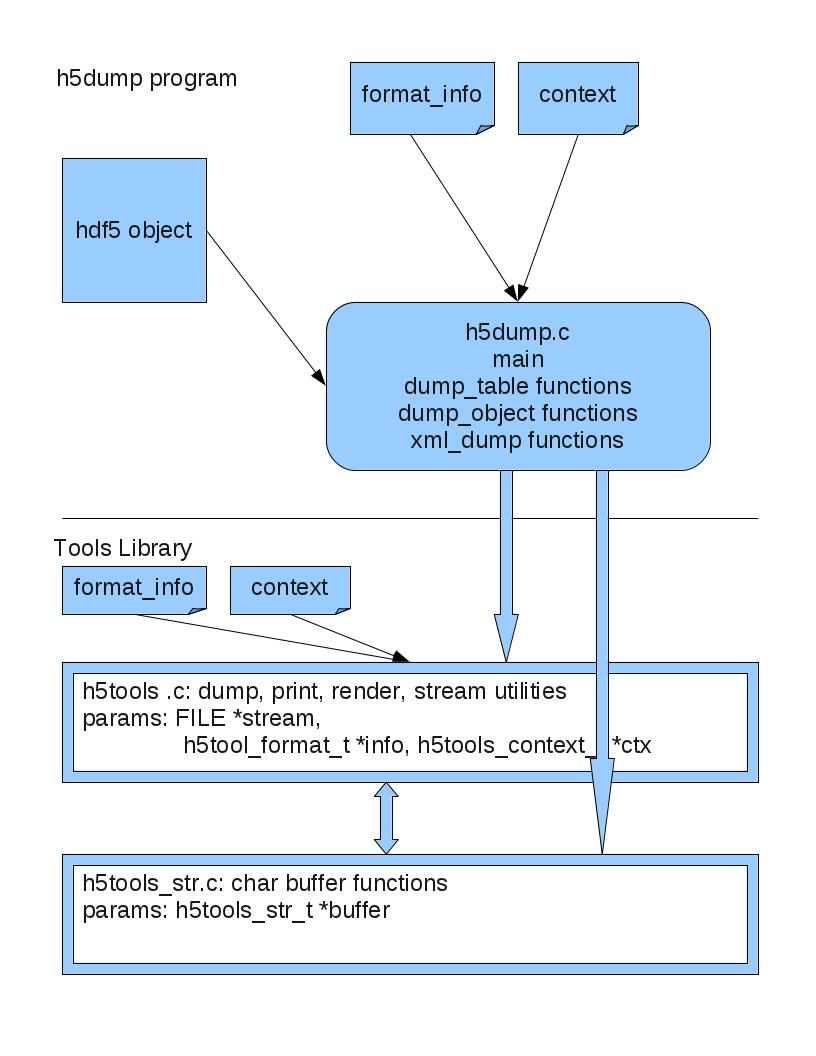 h5dump program
format_info
context
hdf5 object
h5dump.c
main
dump_table functions
dump_object functions
xml_dump functions
Tools Library
format_info
context
h5tools .c: dump, print, render, stream utilities
params: FILE *stream,
h5tool_format_t *info, h5tools_context_ *ctx
h5tools_str.c: char buffer functions
params: h5tools_str_t *buffer